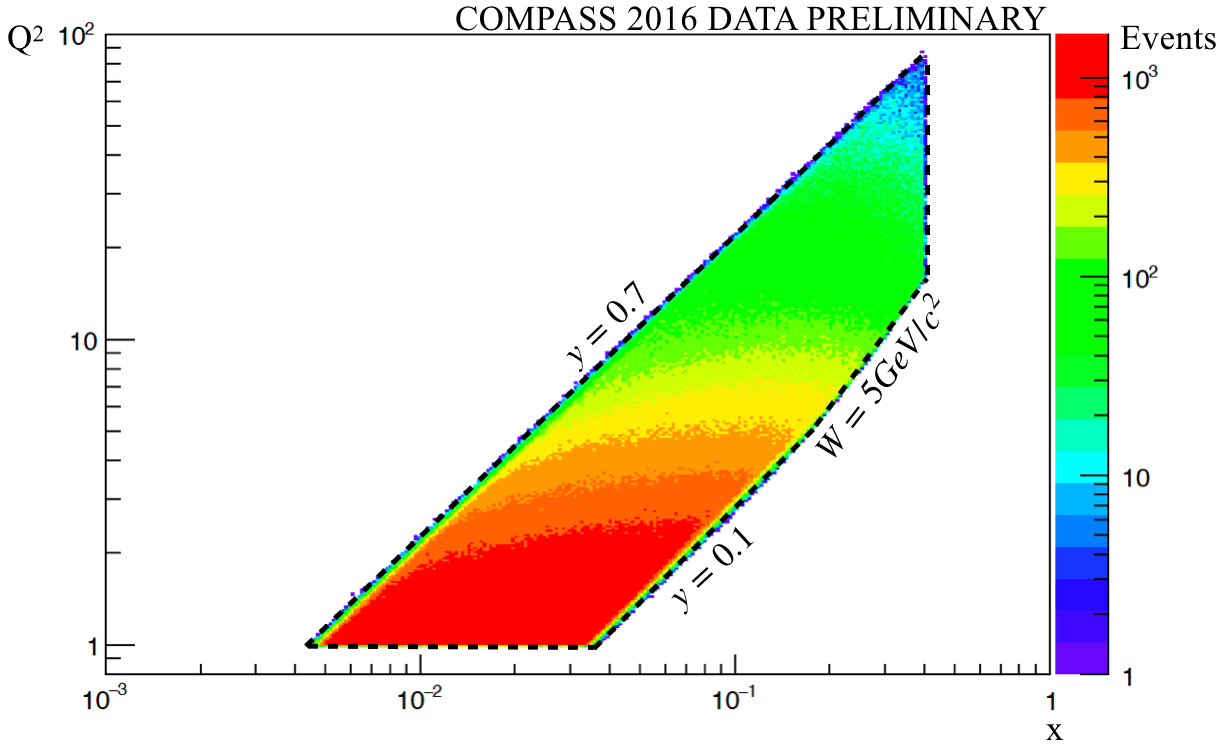 COMPASS 2016 DATA PRELIMINARY
Q² 10²
Events
10³
y = 0.7
10²
10
W = 5GeV/c²
10
y = 0.1
1
1
10⁻³ 10⁻² 10⁻¹ 1
x